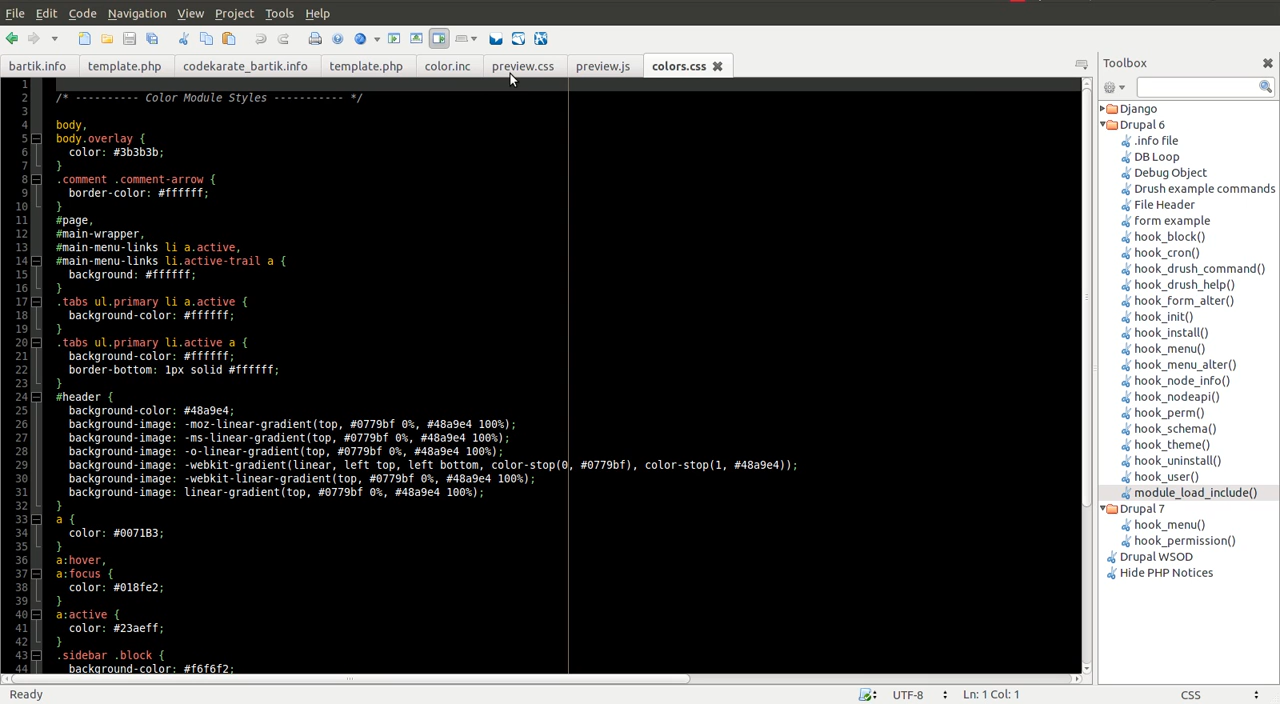 File Edit Code Navigation View Project Tools Help
bartik.info template.php codekarate_bartik.info template.php color.inc preview.css preview.js colors.css
1
2 /* ---------- Color Module Styles ----------- */
3
4 body,
5 body.overlay {
6 color: #3b3b3b;
7 }
8 .comment .comment-arrow {
9 border-color: #ffffff;
10 }
11 #page,
12 #main-wrapper,
13 #main-menu-links li a.active,
14 #main-menu-links li.active-trail a {
15 background: #ffffff;
16 }
17 .tabs ul.primary li a.active {
18 background-color: #ffffff;
19 }
20 .tabs ul.primary li.active a {
21 background-color: #ffffff;
22 border-bottom: 1px solid #ffffff;
23 }
24 #header {
25 background-color: #48a9e4;
26 background-image: -moz-linear-gradient(top, #0779bf 0%, #48a9e4 100%);
27 background-image: -ms-linear-gradient(top, #0779bf 0%, #48a9e4 100%);
28 background-image: -o-linear-gradient(top, #0779bf 0%, #48a9e4 100%);
29 background-image: -webkit-gradient(linear, left top, left bottom, color-stop(0, #0779bf), color-stop(1, #48a9e4));
30 background-image: -webkit-linear-gradient(top, #0779bf 0%, #48a9e4 100%);
31 background-image: linear-gradient(top, #0779bf 0%, #48a9e4 100%);
32 }
33 a {
34 color: #0071B3;
35 }
36 a:hover,
37 a:focus {
38 color: #018fe2;
39 }
40 a:active {
41 color: #23aeff;
42 }
43 .sidebar .block {
44 background-color: #f6f6f2;
Toolbox
Django
Drupal 6
.info file
DB Loop
Debug Object
Drush example commands
File Header
form example
hook_block()
hook_cron()
hook_drush_command()
hook_drush_help()
hook_form_alter()
hook_init()
hook_install()
hook_menu()
hook_menu_alter()
hook_node_info()
hook_nodeapi()
hook_perm()
hook_schema()
hook_theme()
hook_uninstall()
hook_user()
module_load_include()
Drupal 7
hook_menu()
hook_permission()
Drupal WSOD
Hide PHP Notices
Ready UTF-8 Ln: 1 Col: 1 CSS